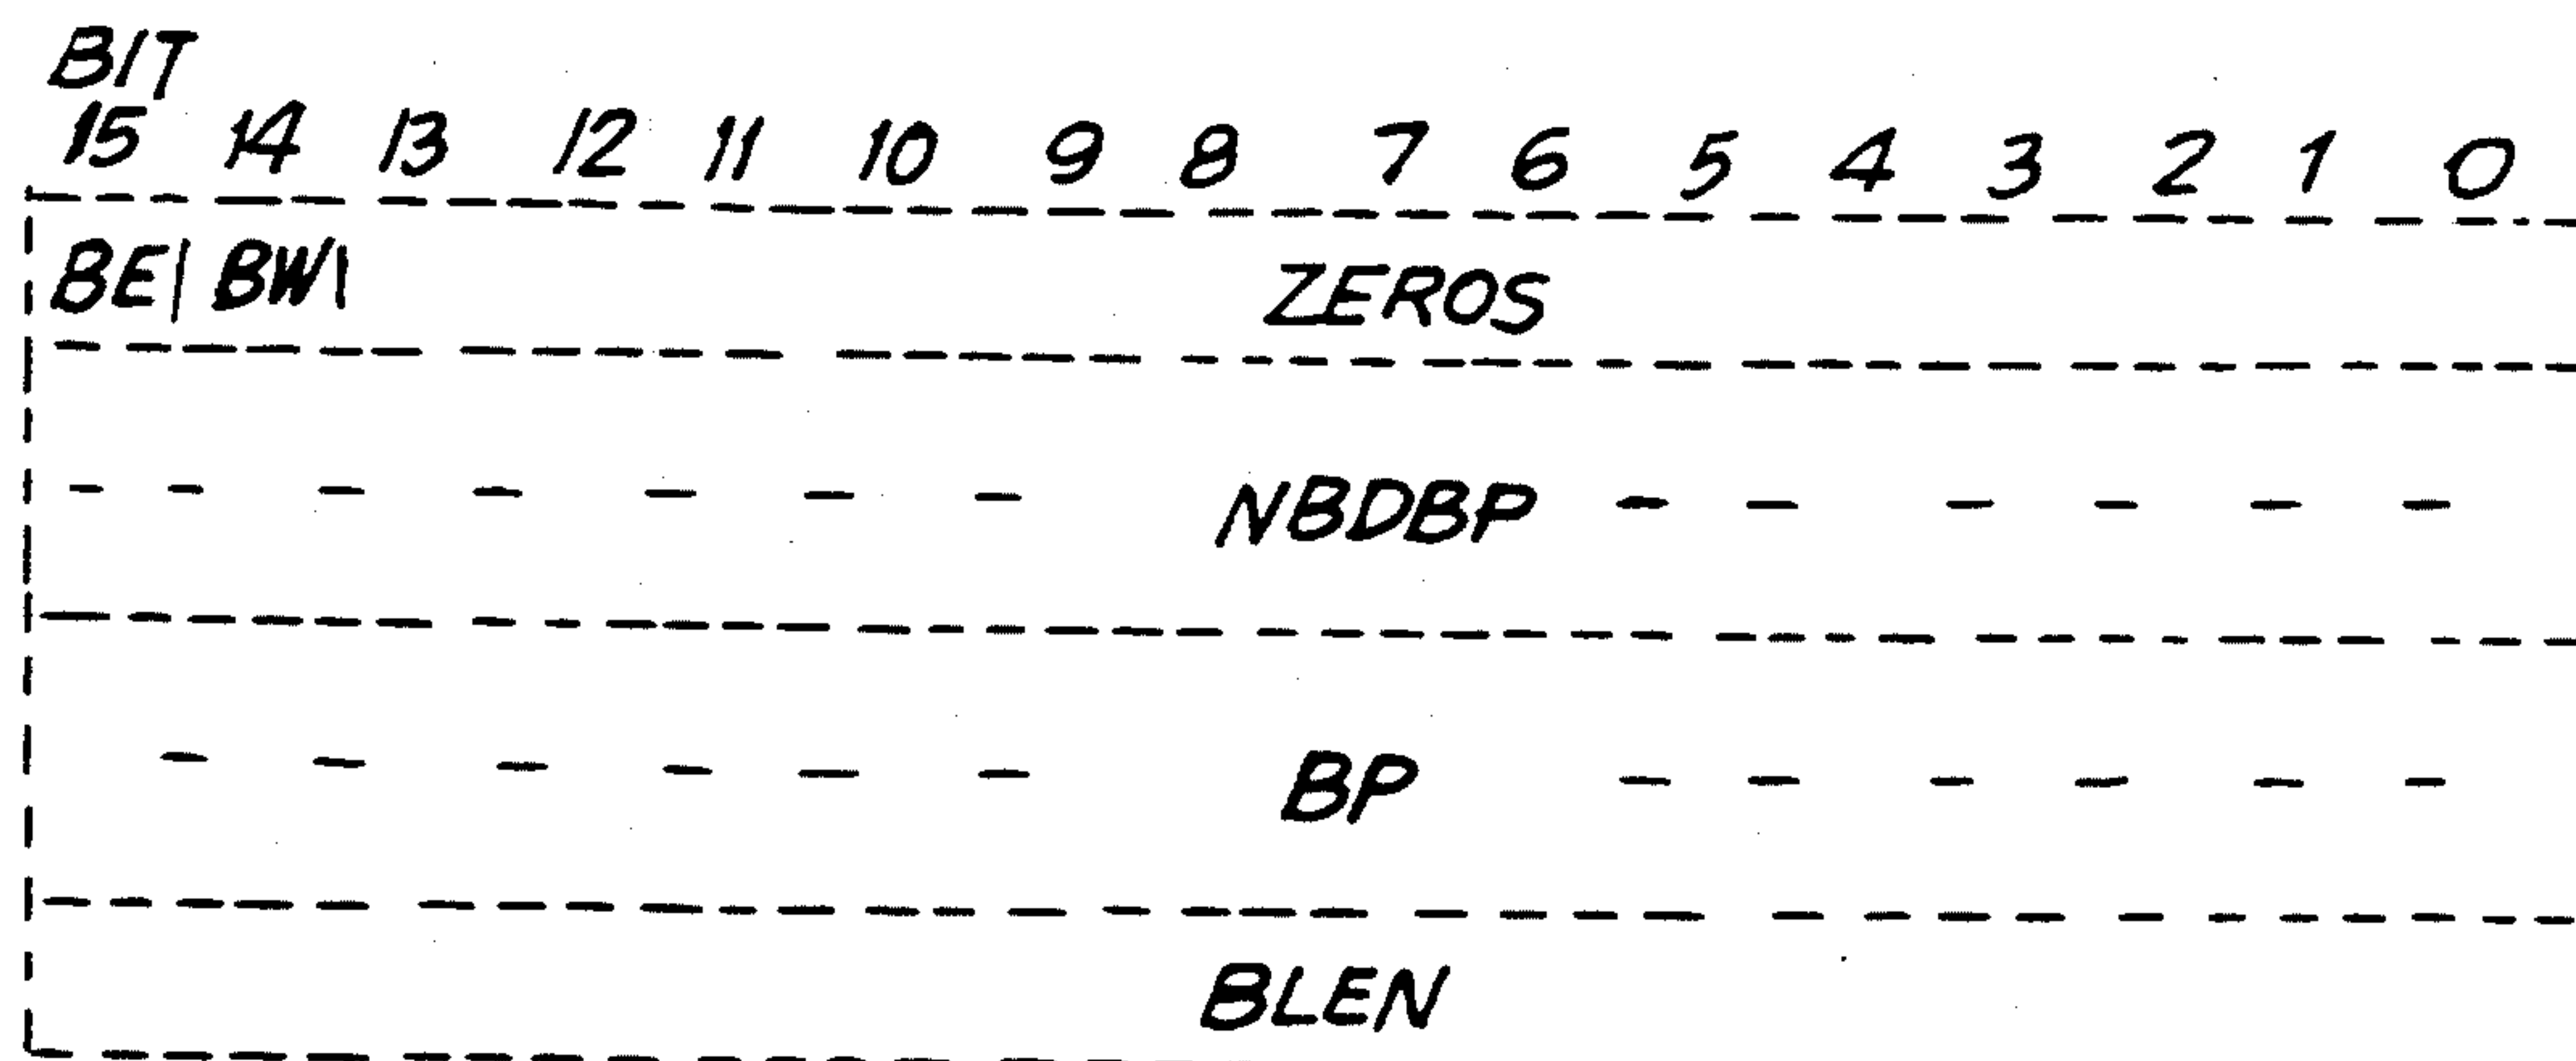 BIT
15 14 13 12 11 10 9 8 7 6 5 4 3 2 1 0
BE| BW| ZEROS
- - - - - - - NBDBP - - - - - -
- - - - - - BP - - - - - -
BLEN